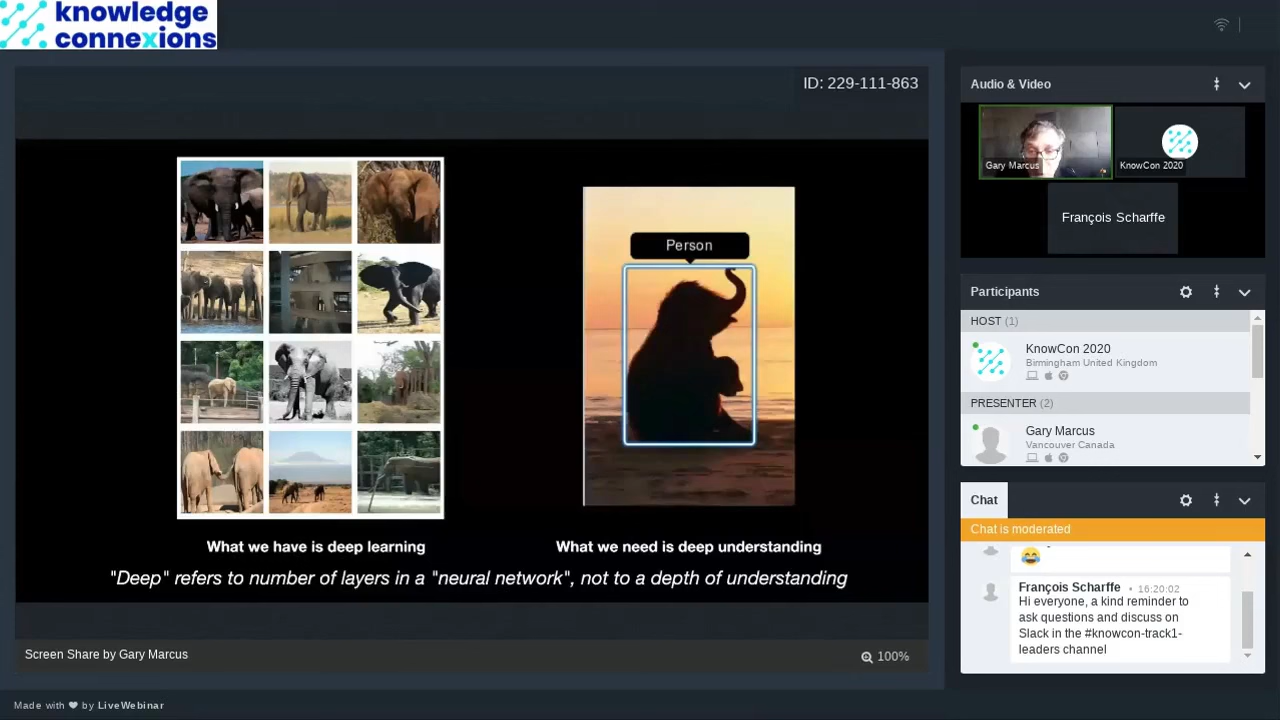 knowledge
connexions
ID: 229-111-863
Person
What we have is deep learning
What we need is deep understanding
"Deep" refers to number of layers in a "neural network", not to a depth of understanding
Screen Share by Gary Marcus
100%
Made with ❤ by LiveWebinar
Audio & Video
Gary Marcus
KnowCon 2020
François Scharffe
Participants
HOST (1)
KnowCon 2020
Birmingham United Kingdom
PRESENTER (2)
Gary Marcus
Vancouver Canada
Chat
Chat is moderated
😂
François Scharffe • 16:20:02
Hi everyone, a kind reminder to
ask questions and discuss on
Slack in the #knowcon-track1-
leaders channel